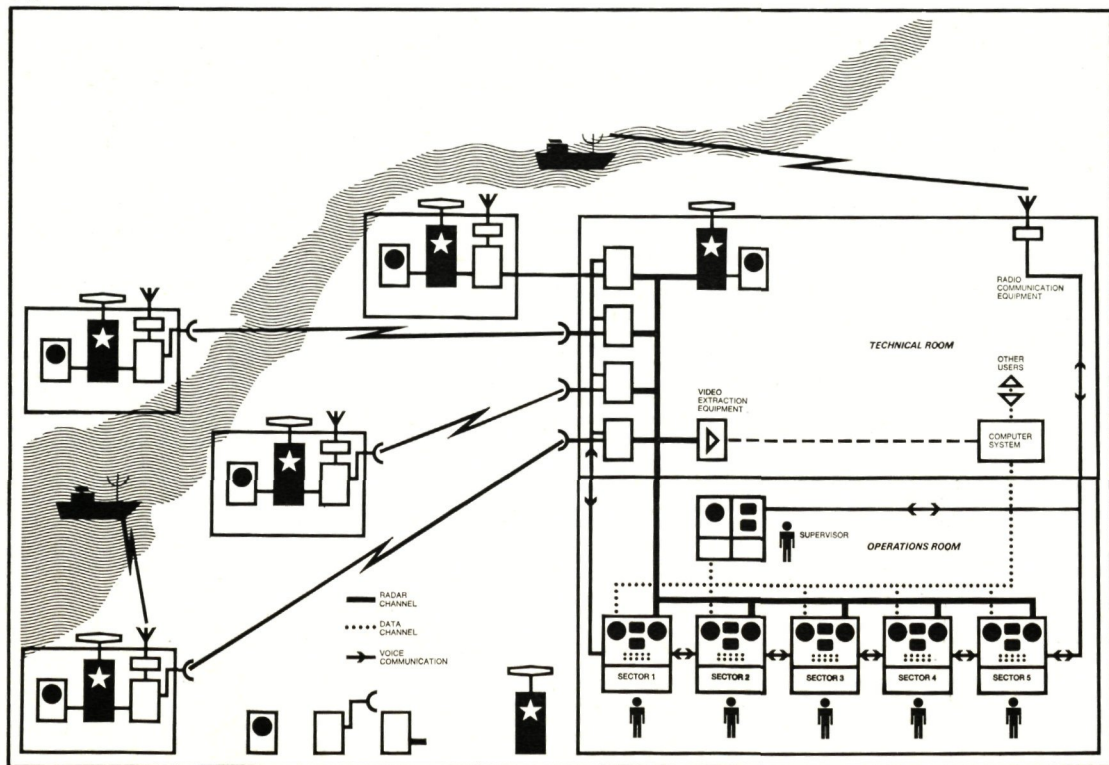 RADIO
COMMUNICATION
EQUIPMENT
TECHNICAL ROOM
OTHER
USERS
VIDEO
EXTRACTION
EQUIPMENT
COMPUTER
SYSTEM
SUPERVISOR
OPERATIONS ROOM
RADAR
CHANNEL
DATA
CHANNEL
VOICE
COMMUNICATION
SECTOR 1
SECTOR 2
SECTOR 3
SECTOR 4
SECTOR 5